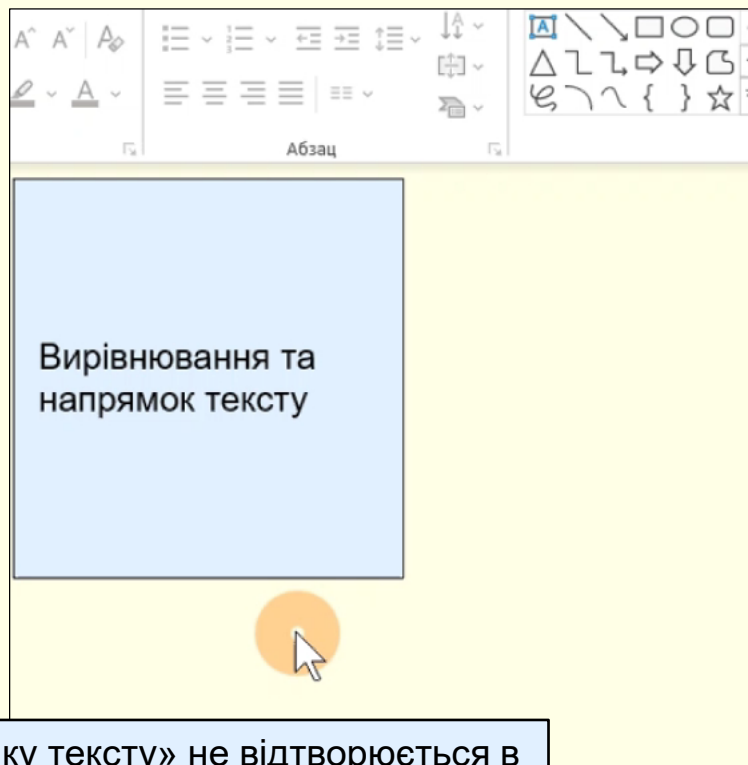 Абзац
Вирівнювання та
напрямок тексту
ку тексту» не відтворюється в